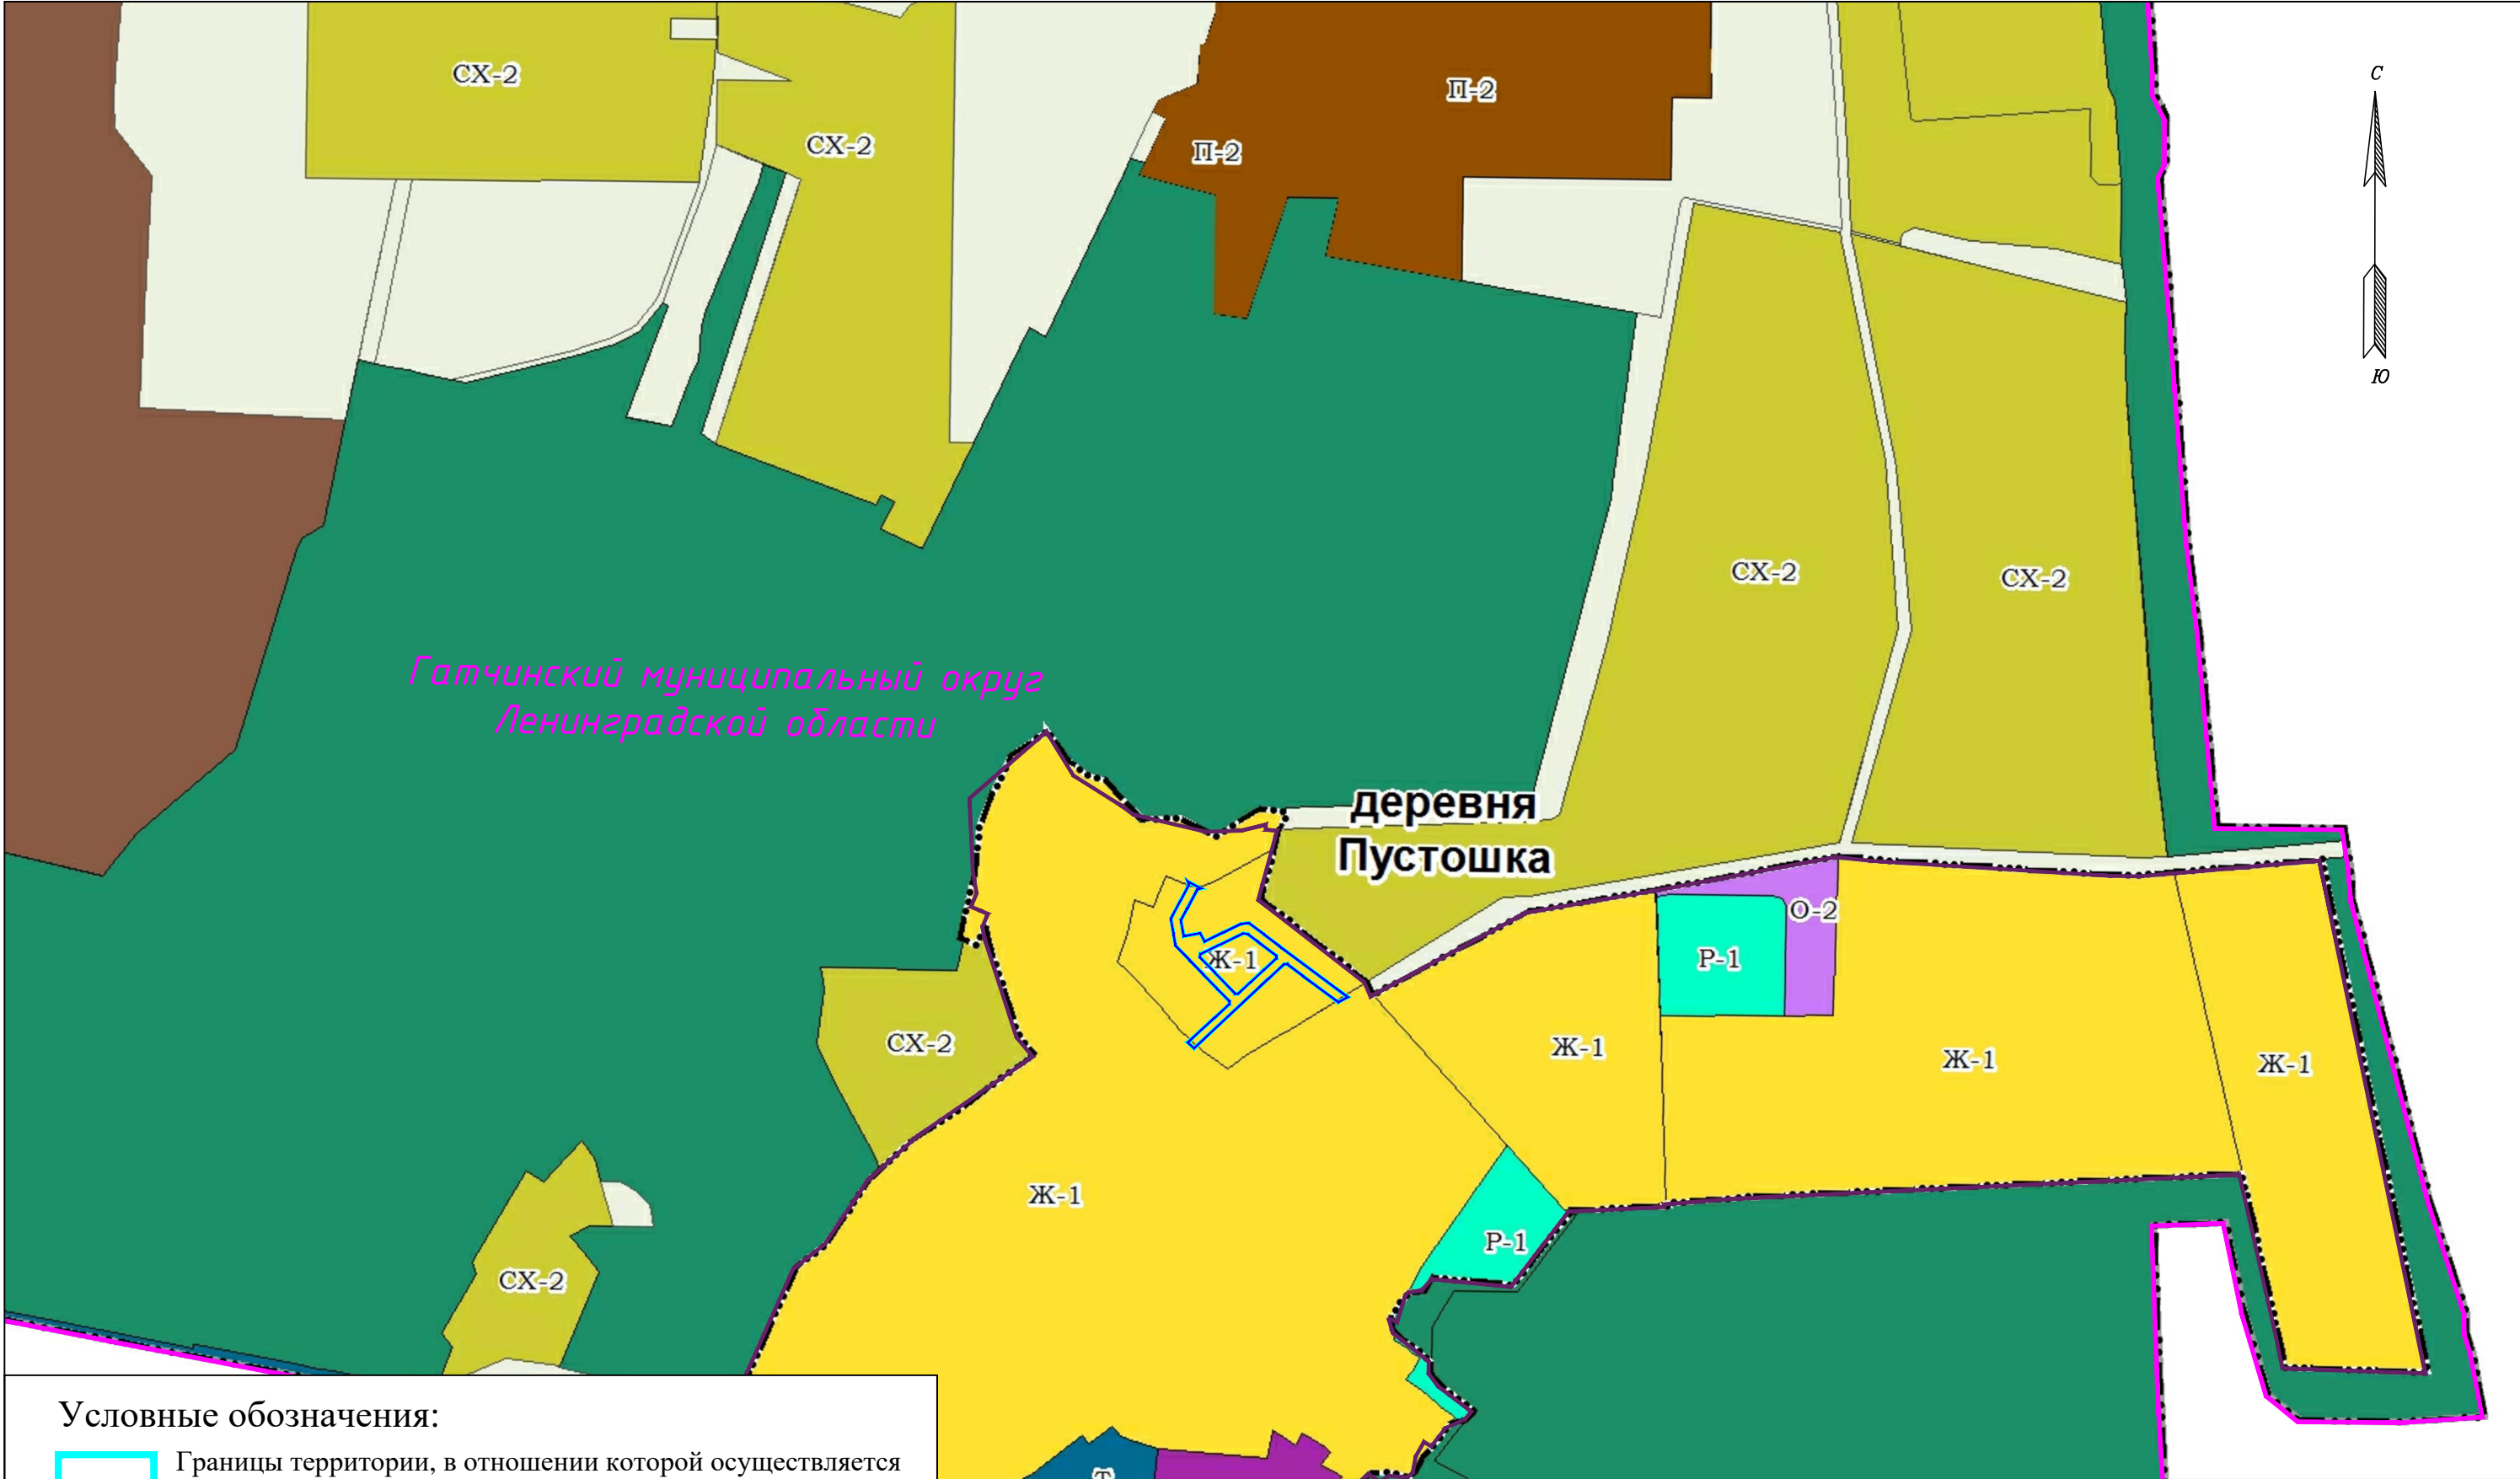 СХ-2
П-2
С
СХ-2
П-2
Ю
СХ-2
СХ-2
Гатчинский муниципальный округ
Ленинградской области
деревня
Пустошка
О-2
Ж-1
Р-1
СХ-2
Ж-1
Ж-1
Ж-1
Ж-1
Р-1
СХ-2
Условные обозначения:
Границы территории, в отношении которой осуществляется